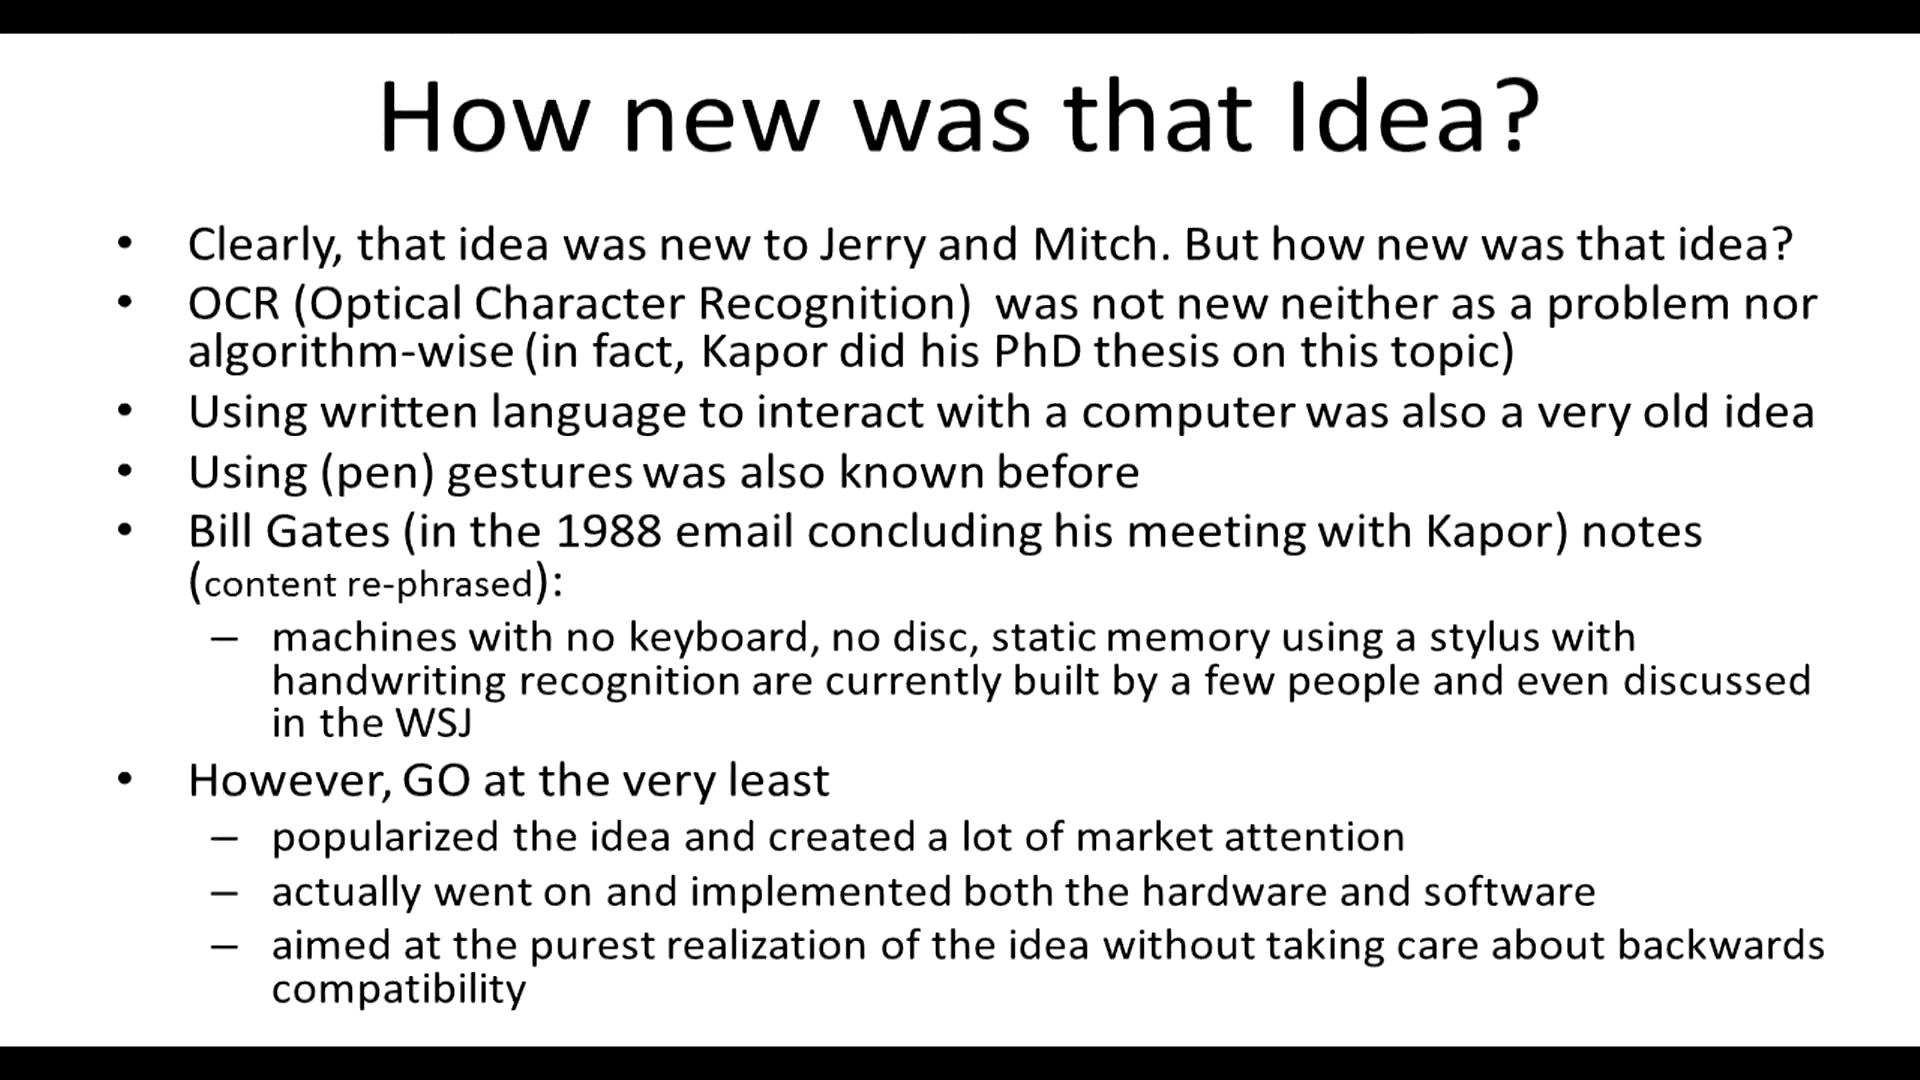 How new was that Idea?
• Clearly, that idea was new to Jerry and Mitch. But how new was that idea?
• OCR (Optical Character Recognition)  was not new neither as a problem nor
algorithm-wise (in fact, Kapor did his PhD thesis on this topic)
• Using written language to interact with a computer was also a very old idea
• Using (pen) gestures was also known before
• Bill Gates (in the 1988 email concluding his meeting with Kapor) notes
(content re-phrased):
– machines with no keyboard, no disc, static memory using a stylus with
handwriting recognition are currently built by a few people and even discussed
in the WSJ
• However, GO at the very least
– popularized the idea and created a lot of market attention
– actually went on and implemented both the hardware and software
– aimed at the purest realization of the idea without taking care about backwards
compatibility